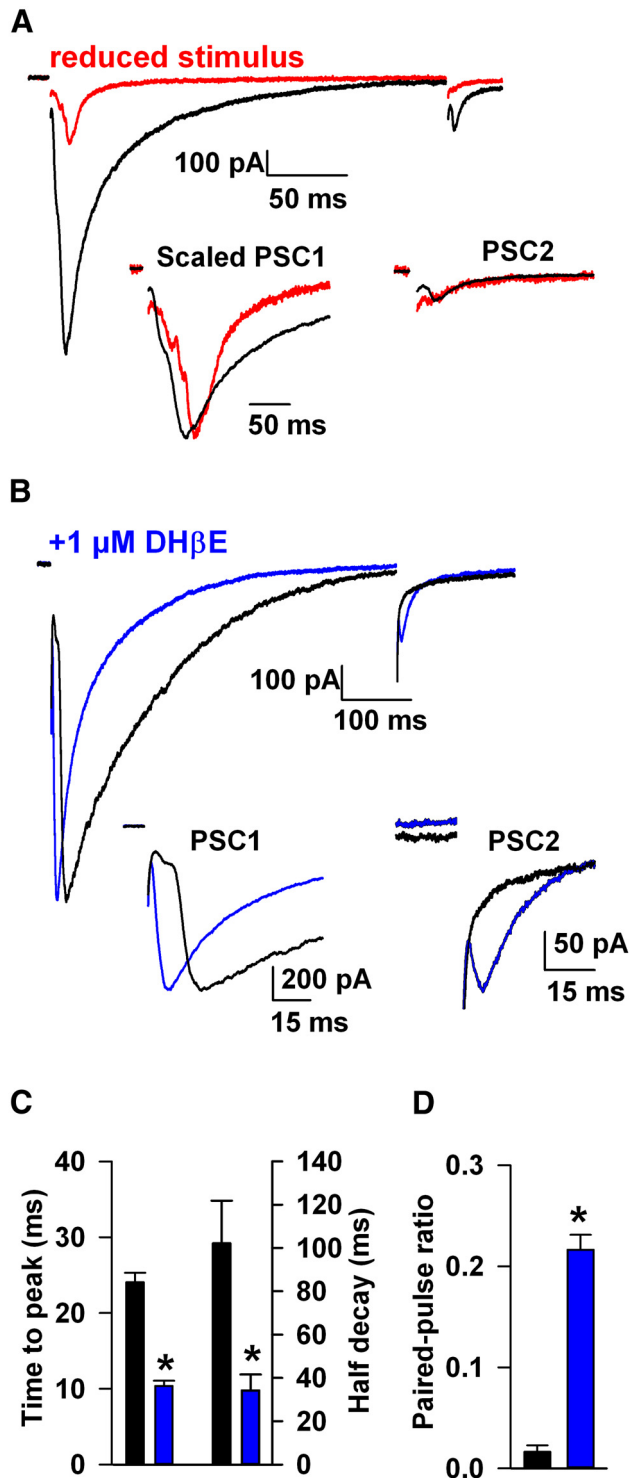 A
reduced stimulus
100 pA
50 ms
Scaled PSC1
PSC2
50 ms
B
+1 µM DHβE
100 pA
100 ms
PSC1
PSC2
200 pA
15 ms
50 pA
15 ms
C
D
Time to peak (ms)
40
30
20
10
0
*
*
140
120
100
80
60
40
20
0
Half decay (ms)
Paired-pulse ratio
0.3
0.2
0.1
0.0
*